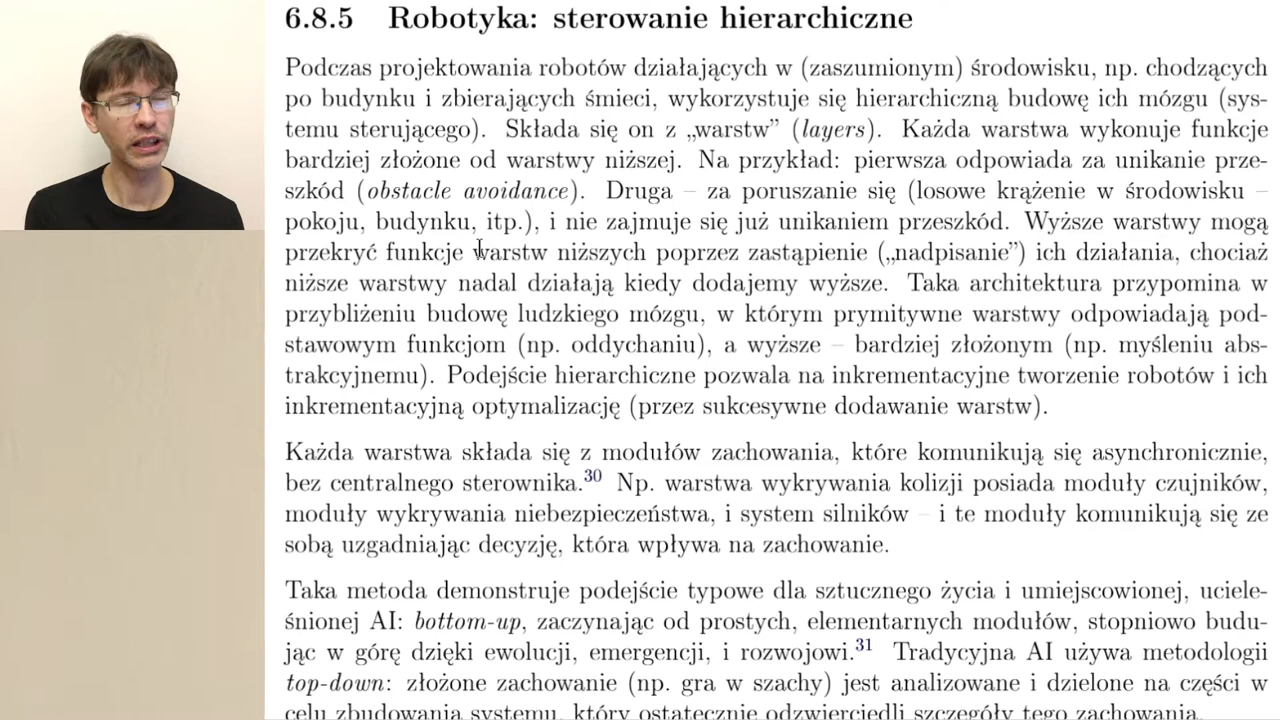 6.8.5 Robotyka: sterowanie hierarchiczne
Podczas projektowania robotów działających w (zaszumionym) środowisku, np. chodzących
po budynku i zbierających śmieci, wykorzystuje się hierarchiczną budowę ich mózgu (sys-
temu sterującego). Składa się on z „warstw” (layers). Każda warstwa wykonuje funkcje
bardziej złożone od warstwy niższej. Na przykład: pierwsza odpowiada za unikanie prze-
szkód (obstacle avoidance). Druga – za poruszanie się (losowe krążenie w środowisku –
pokoju, budynku, itp.), i nie zajmuje się już unikaniem przeszkód. Wyższe warstwy mogą
przekryć funkcje warstw niższych poprzez zastąpienie („nadpisanie”) ich działania, chociaż
niższe warstwy nadal działają kiedy dodajemy wyższe. Taka architektura przypomina w
przybliżeniu budowę ludzkiego mózgu, w którym prymitywne warstwy odpowiadają pod-
stawowym funkcjom (np. oddychaniu), a wyższe – bardziej złożonym (np. myśleniu abs-
trakcyjnemu). Podejście hierarchiczne pozwala na inkrementacyjne tworzenie robotów i ich
inkrementacyjną optymalizację (przez sukcesywne dodawanie warstw).
Każda warstwa składa się z modułów zachowania, które komunikują się asynchronicznie,
bez centralnego sterownika.30 Np. warstwa wykrywania kolizji posiada moduły czujników,
moduły wykrywania niebezpieczeństwa, i system silników – i te moduły komunikują się ze
sobą uzgadniając decyzję, która wpływa na zachowanie.
Taka metoda demonstruje podejście typowe dla sztucznego życia i umiejscowionej, uciele-
śnionej AI: bottom-up, zaczynając od prostych, elementarnych modułów, stopniowo budu-
jąc w górę dzięki ewolucji, emergencji, i rozwojowi.31 Tradycyjna AI używa metodologii
top-down: złożone zachowanie (np. gra w szachy) jest analizowane i dzielone na części w
celu zbudowania systemu, który ostatecznie odzwierciedli szczegóły tego zachowania.